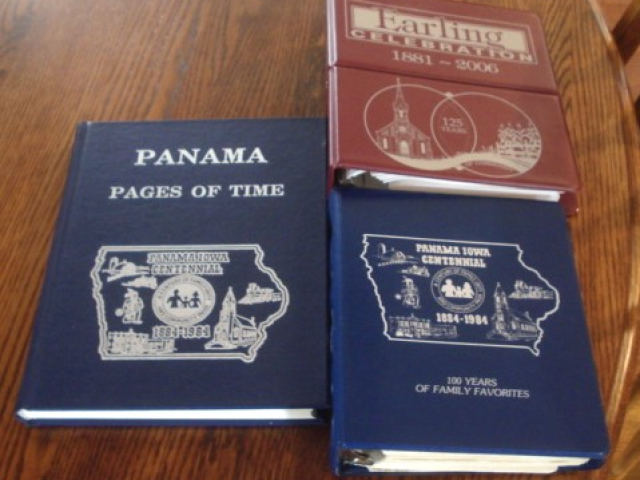 PANAMA
PAGES OF TIME
PANAMA IOWA
CENTENNIAL
1884-1984
Earling
CELEBRATION
1881 ~ 2006
125
YEARS
PANAMA IOWA
CENTENNIAL
1884-1984
100 YEARS
OF FAMILY FAVORITES